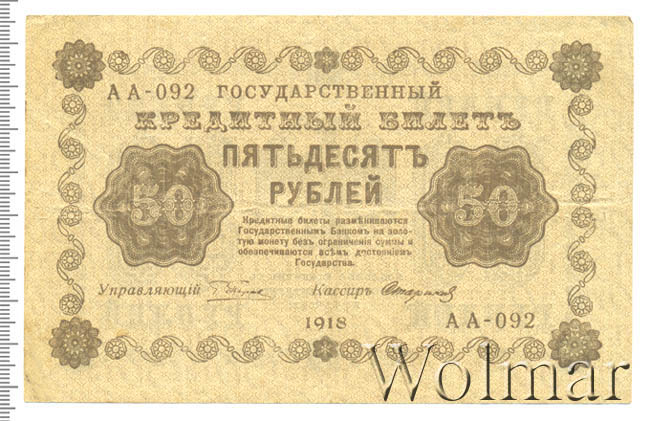 АА-092 ГОСУДАРСТВЕННЫЙ
КРЕДИТНЫЙ БИЛЕТЪ
ПЯТЬДЕСЯТЪ
РУБЛЕЙ
50 50
Кредитные билеты размѣниваются
Государственнымъ Банкомъ на золо-
тую монету безъ ограниченія суммы и
обезпечиваются всѣмъ достояніемъ
Государства.
Управляющій Кассиръ
1918 АА-092
Wolmar